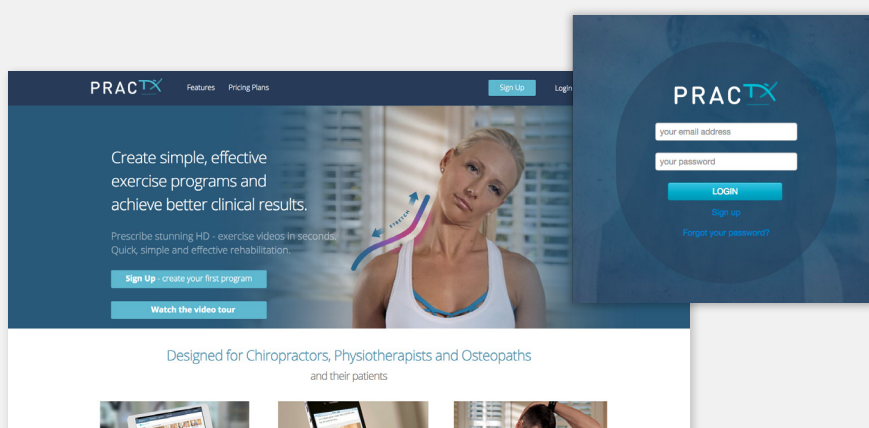 PRACTX
Features Pricing Plans Sign Up Login
Create simple, effective
exercise programs and
achieve better clinical results.
STRETCH
Prescribe stunning HD - exercise videos in seconds.
Quick, simple and effective rehabilitation.
Sign Up - create your first program
Watch the video tour
Designed for Chiropractors, Physiotherapists and Osteopaths
and their patients
PRACTX
your email address
your password
LOGIN
Sign up
Forgot your password?